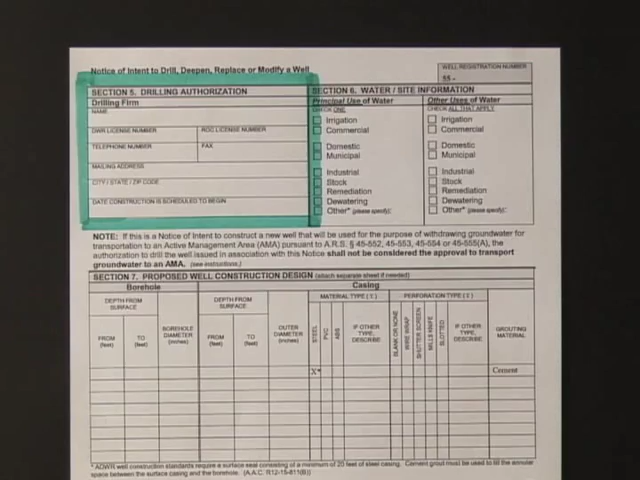 Notice of Intent to Drill, Deepen, Replace or Modify a Well
WELL REGISTRATION NUMBER
55 -
SECTION 5. DRILLING AUTHORIZATION
Drilling Firm
NAME
DWR LICENSE NUMBER ROC LICENSE NUMBER
TELEPHONE NUMBER FAX
MAILING ADDRESS
CITY / STATE / ZIP CODE
DATE CONSTRUCTION IS SCHEDULED TO BEGIN
SECTION 6. WATER / SITE INFORMATION
Principal Use of Water
CHECK ONE
Irrigation
Commercial
Domestic
Municipal
Industrial
Stock
Remediation
Dewatering
Other* (please specify):
Other Uses of Water
CHECK ALL THAT APPLY
Irrigation
Commercial
Domestic
Municipal
Industrial
Stock
Remediation
Dewatering
Other* (please specify):
NOTE: If this is a Notice of Intent to construct a new well that will be used for the purpose of withdrawing groundwater for
transportation to an Active Management Area (AMA) pursuant to A.R.S. § 45-552, 45-553, 45-554 or 45-555(A), the
authorization to drill the well issued in association with this Notice shall not be considered the approval to transport
groundwater to an AMA. (see instructions.)
SECTION 7. PROPOSED WELL CONSTRUCTION DESIGN (attach separate sheet if needed)
Borehole Casing
DEPTH FROM SURFACE
FROM (feet)
TO (feet)
BOREHOLE DIAMETER (inches)
DEPTH FROM SURFACE
FROM (feet)
TO (feet)
OUTER DIAMETER (inches)
MATERIAL TYPE ( X )
STEEL
PVC
ABS
IF OTHER TYPE, DESCRIBE
PERFORATION TYPE ( X )
BLANK OR NONE
WIRE WRAP
SHUTTER SCREEN
MILLS KNIFE
SLOTTED
IF OTHER TYPE, DESCRIBE
GROUTING MATERIAL
X* Cement
* ADWR well construction standards require a surface seal consisting of a minimum of 20 feet of steel casing. Cement grout must be used to fill the annular
space between the surface casing and the borehole. (A.A.C. R12-15-811(B))